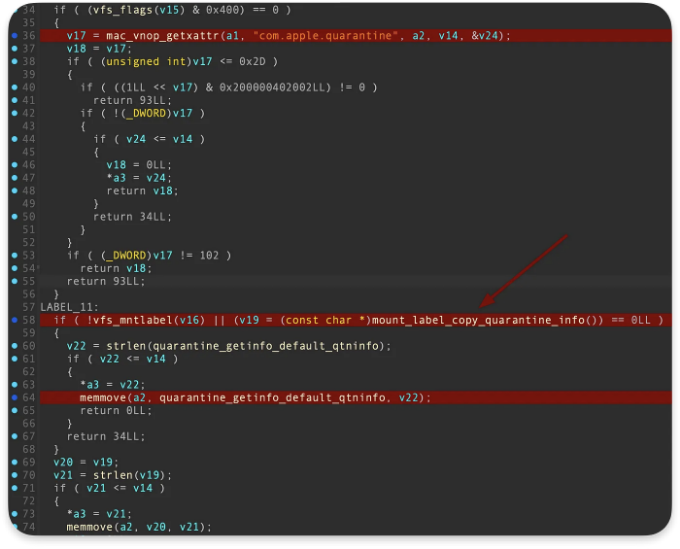 34 if ( (vfs_flags(v15) & 0x400) == 0 )
35 {
36 v17 = mac_vnop_getxattr(a1, "com.apple.quarantine", a2, v14, &v24);
37 v18 = v17;
38 if ( (unsigned int)v17 <= 0x2D )
39 {
40 if ( ((1LL << v17) & 0x200000402002LL) != 0 )
41 return 93LL;
42 if ( !(_DWORD)v17 )
43 {
44 if ( v24 <= v14 )
45 {
46 v18 = 0LL;
47 *a3 = v24;
48 return v18;
49 }
50 return 34LL;
51 }
52 }
53 if ( (_DWORD)v17 != 102 )
54 return v18;
55 return 93LL;
56 }
57 LABEL_11:
58 if ( !vfs_mntlabel(v16) || (v19 = (const char *)mount_label_copy_quarantine_info()) == 0LL )
59 {
60 v22 = strlen(quarantine_getinfo_default_qtninfo);
61 if ( v22 <= v14 )
62 {
63 *a3 = v22;
64 memmove(a2, quarantine_getinfo_default_qtninfo, v22);
65 return 0LL;
66 }
67 return 34LL;
68 }
69 v20 = v19;
70 v21 = strlen(v19);
71 if ( v21 <= v14 )
72 {
73 *a3 = v21;
74 memmove(a2, v20, v21);